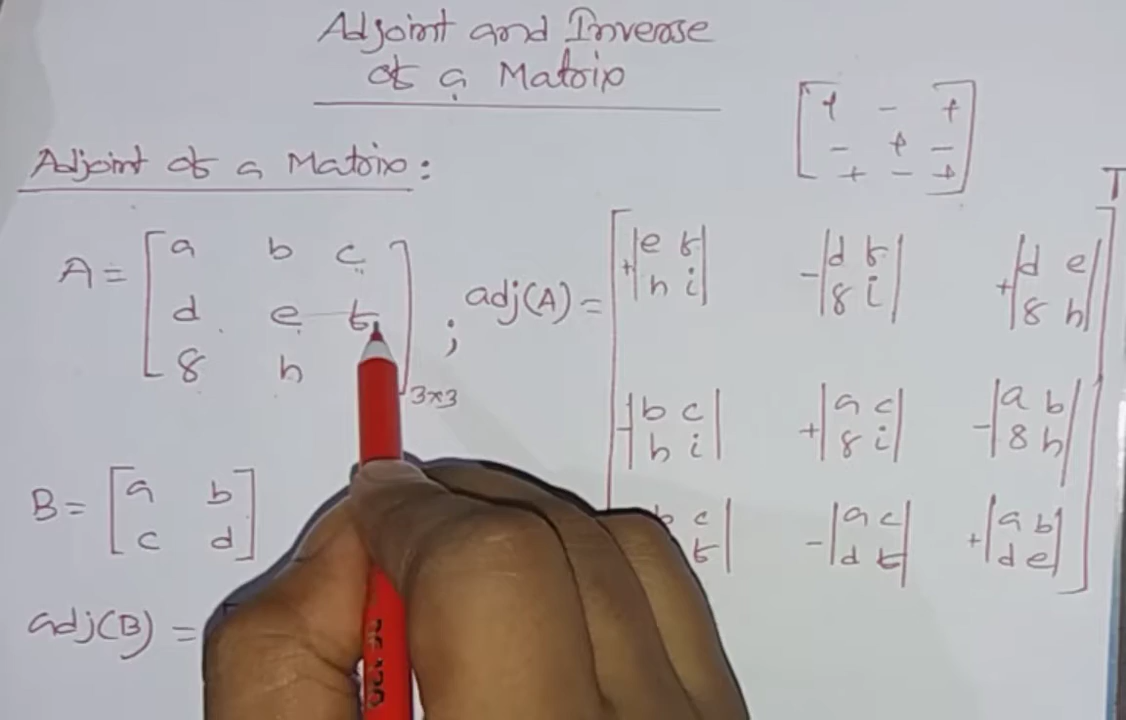 Adjoint and Inverse
of a Matrix
[+ - +
- + -
+ - +]
Adjoint of a Matrix:
A = [a b c
d e f
g h ]3×3 ;
adj(A) = [+|e f
h i| -|d f
g i| +|d e
g h|
-|b c
h i| +|a c
g i| -|a b
g h|
b c
f| -|a c
d f| +|a b
d e|]T
B = [a b
c d]
adj(B) =